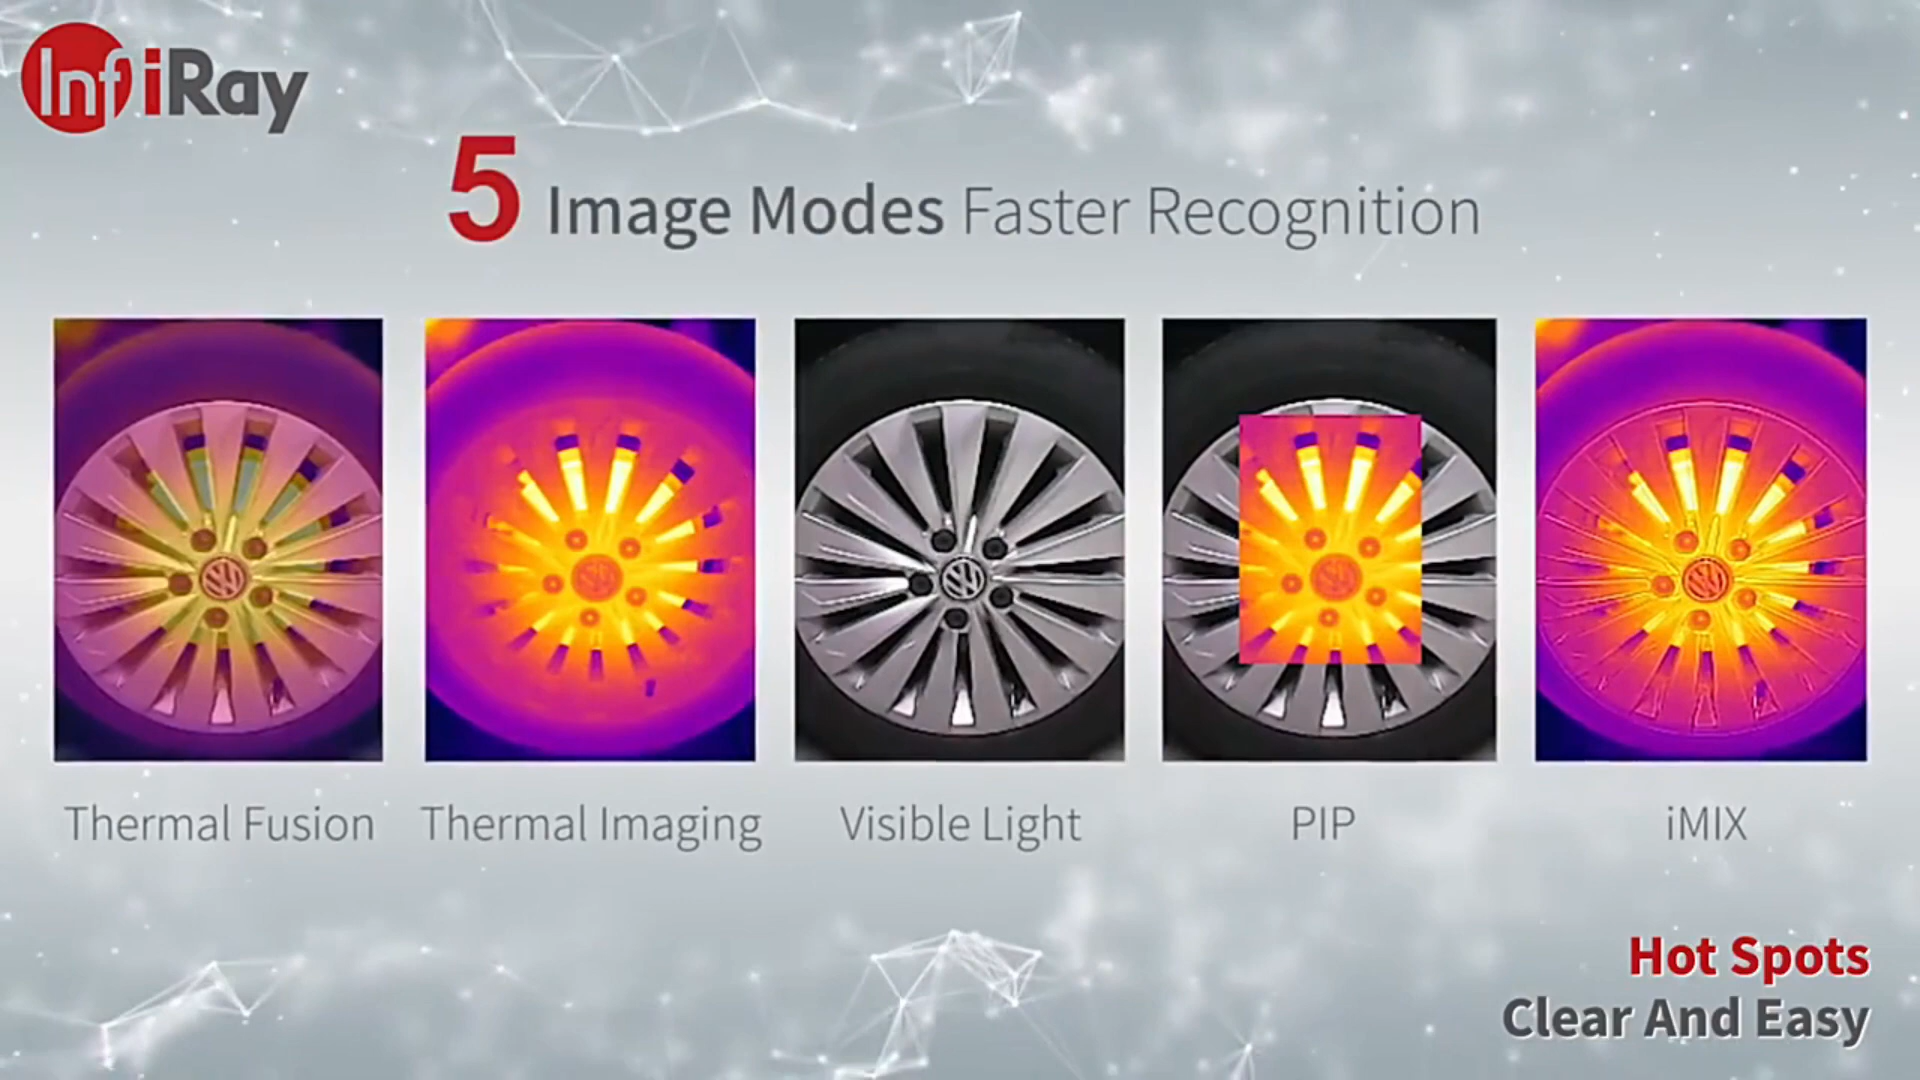 InfiRay
5 Image Modes Faster Recognition
Thermal Fusion
Thermal Imaging
Visible Light
PIP
iMIX
Hot Spots
Clear And Easy